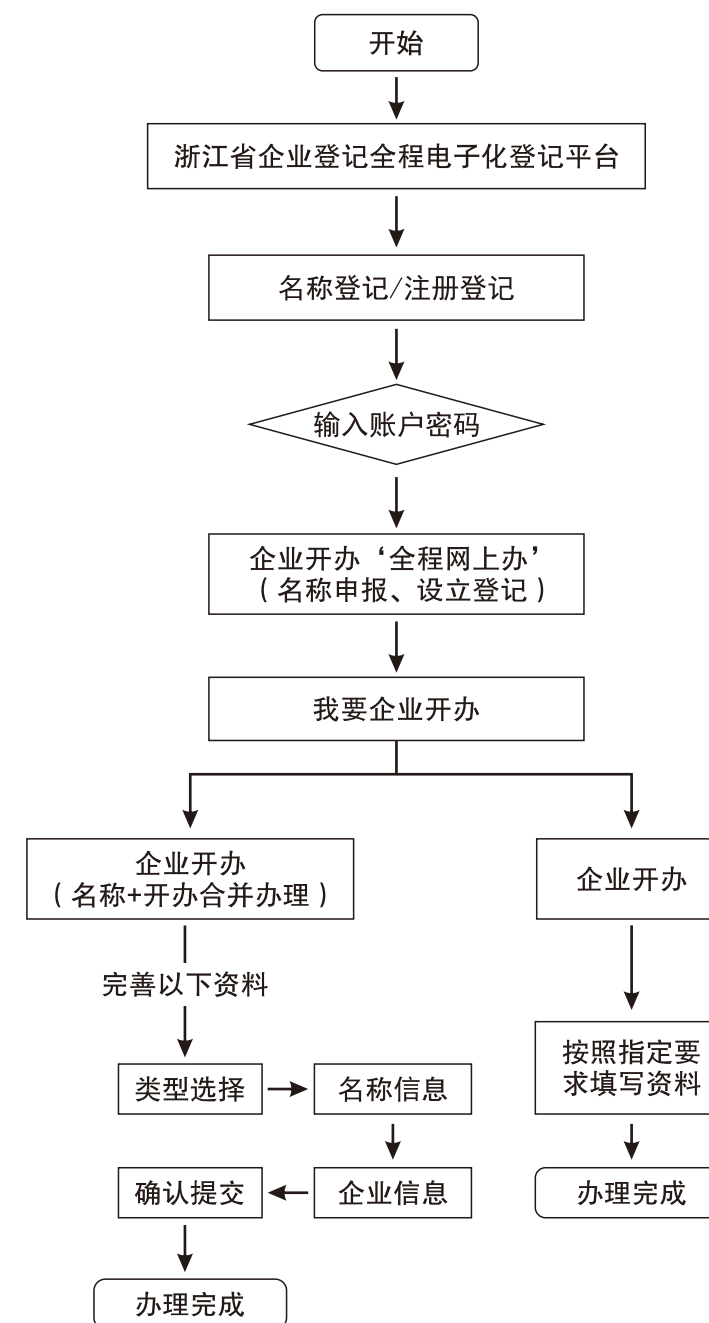 开始
浙江省企业登记全程电子化登记平台
名称登记/注册登记
输入账户密码
企业开办‘全程网上办’
（名称申报、设立登记）
我要企业开办
企业开办
（名称+开办合并办理）
完善以下资料
类型选择
名称信息
企业信息
确认提交
办理完成
企业开办
按照指定要
求填写资料
办理完成